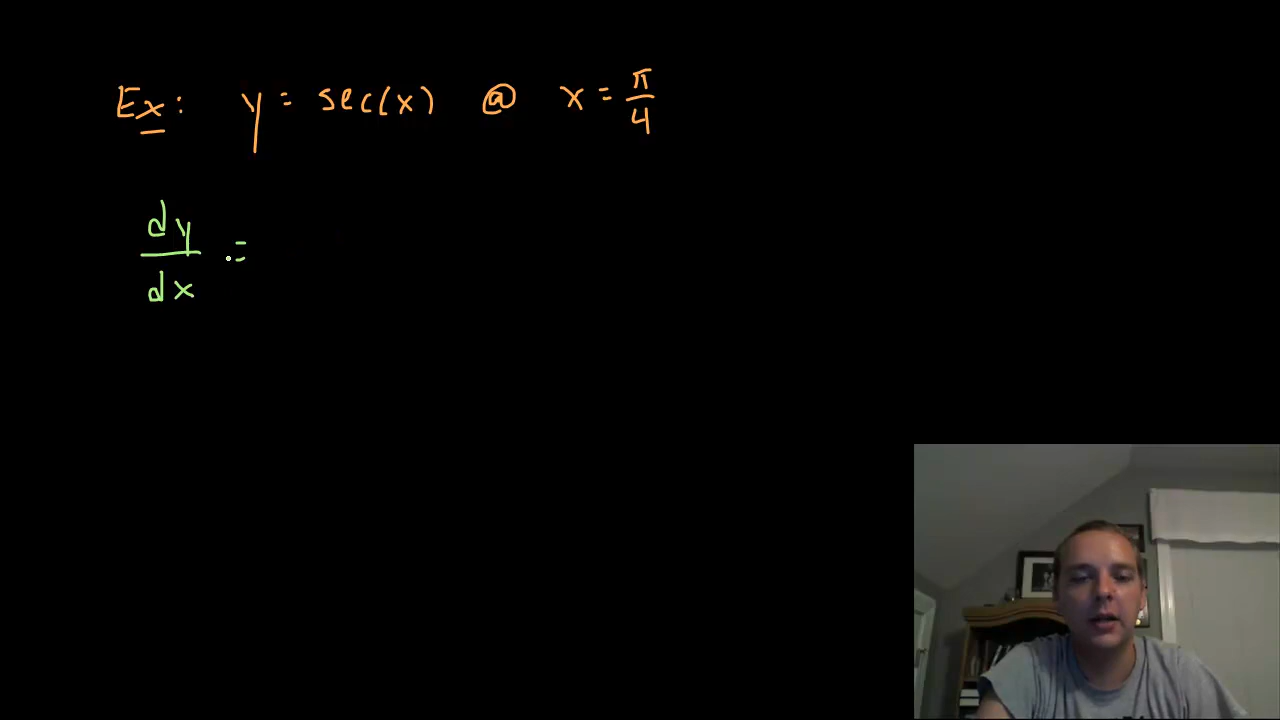 Ex: y = sec(x) @ x = π/4
dy/dx =